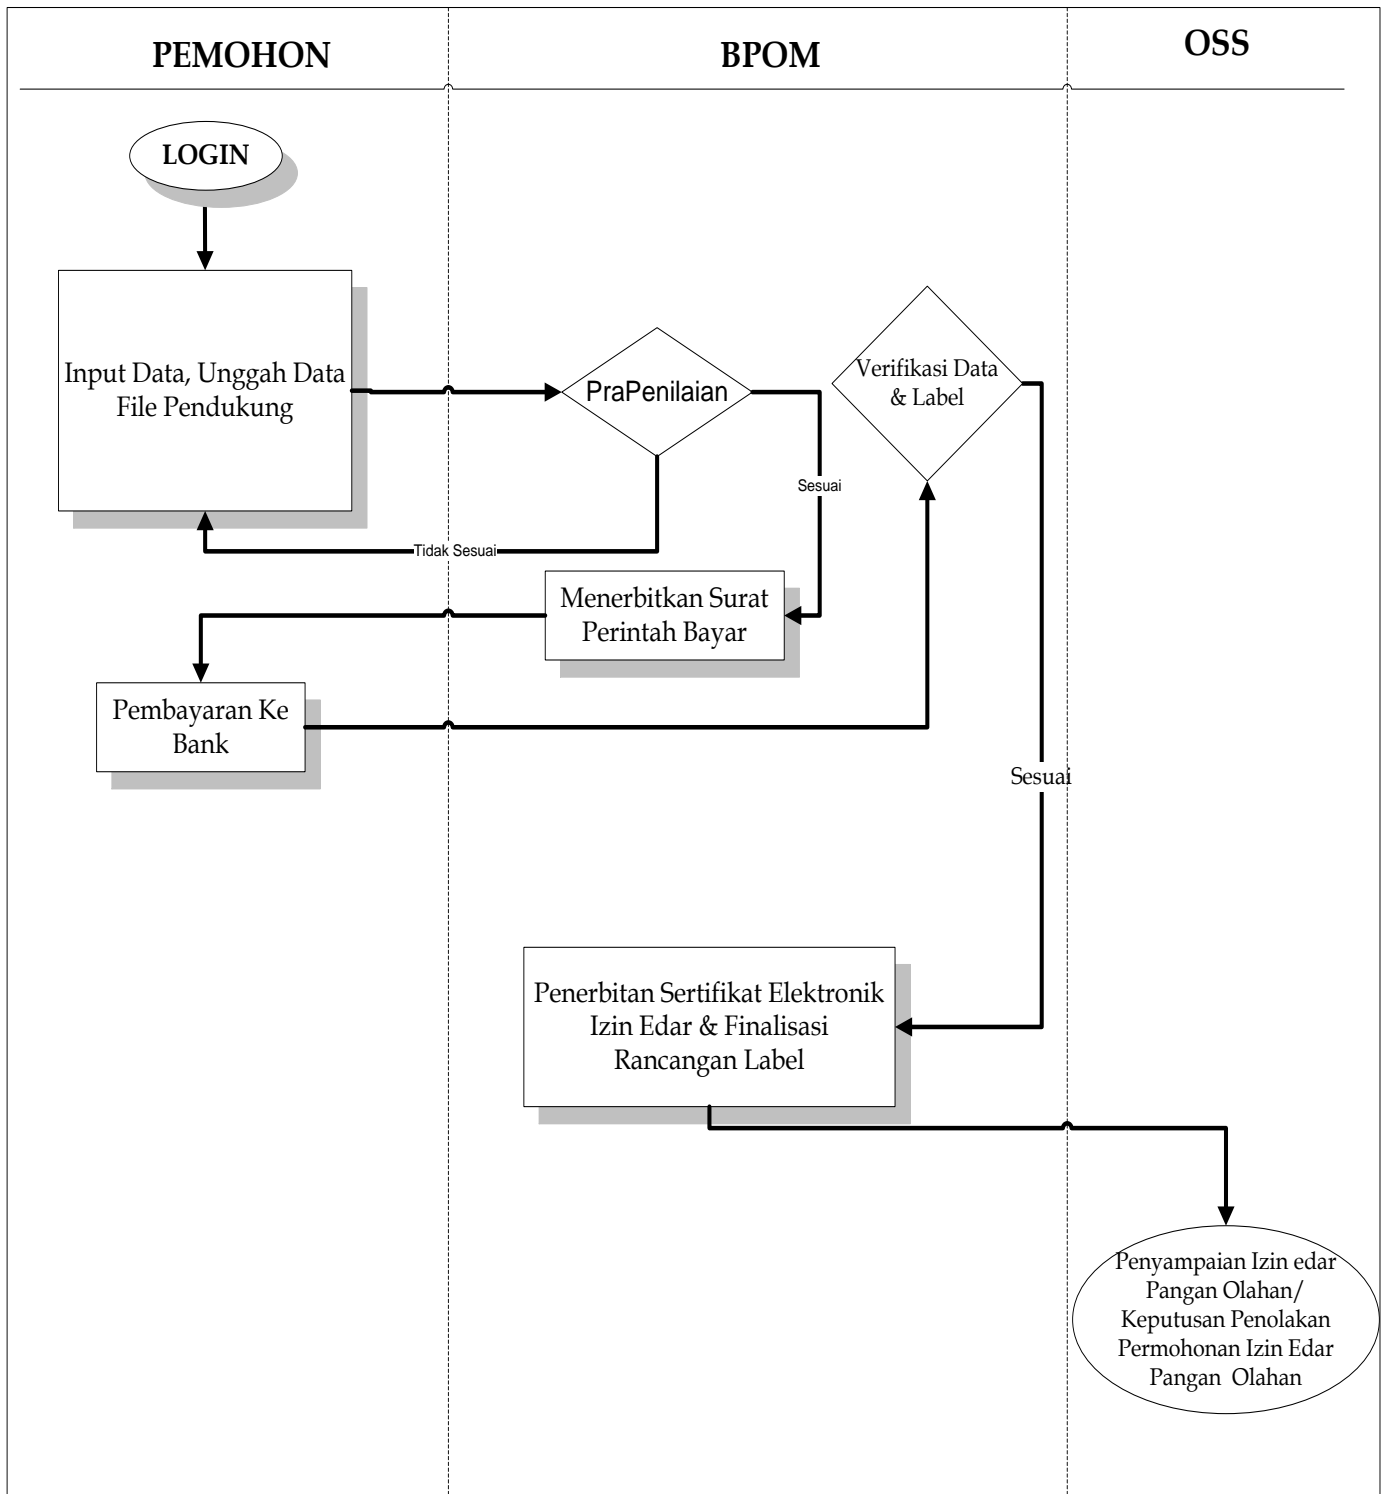 PEMOHON
BPOM
OSS
LOGIN
Input Data, Unggah Data
File Pendukung
PraPenilaian
Verifikasi Data
& Label
Sesuai
Tidak Sesuai
Menerbitkan Surat
Perintah Bayar
Pembayaran Ke
Bank
Sesuai
Penerbitan Sertifikat Elektronik
Izin Edar & Finalisasi
Rancangan Label
Penyampaian Izin edar
Pangan Olahan/
Keputusan Penolakan
Permohonan Izin Edar
Pangan Olahan